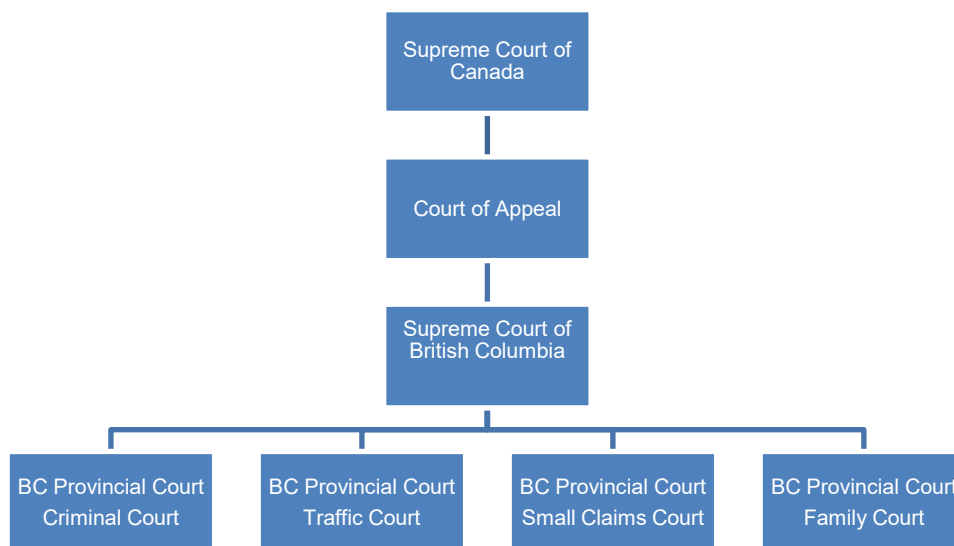 Supreme Court of
Canada
Court of Appeal
Supreme Court of
British Columbia
BC Provincial Court
Criminal Court
BC Provincial Court
Traffic Court
BC Provincial Court
Small Claims Court
BC Provincial Court
Family Court